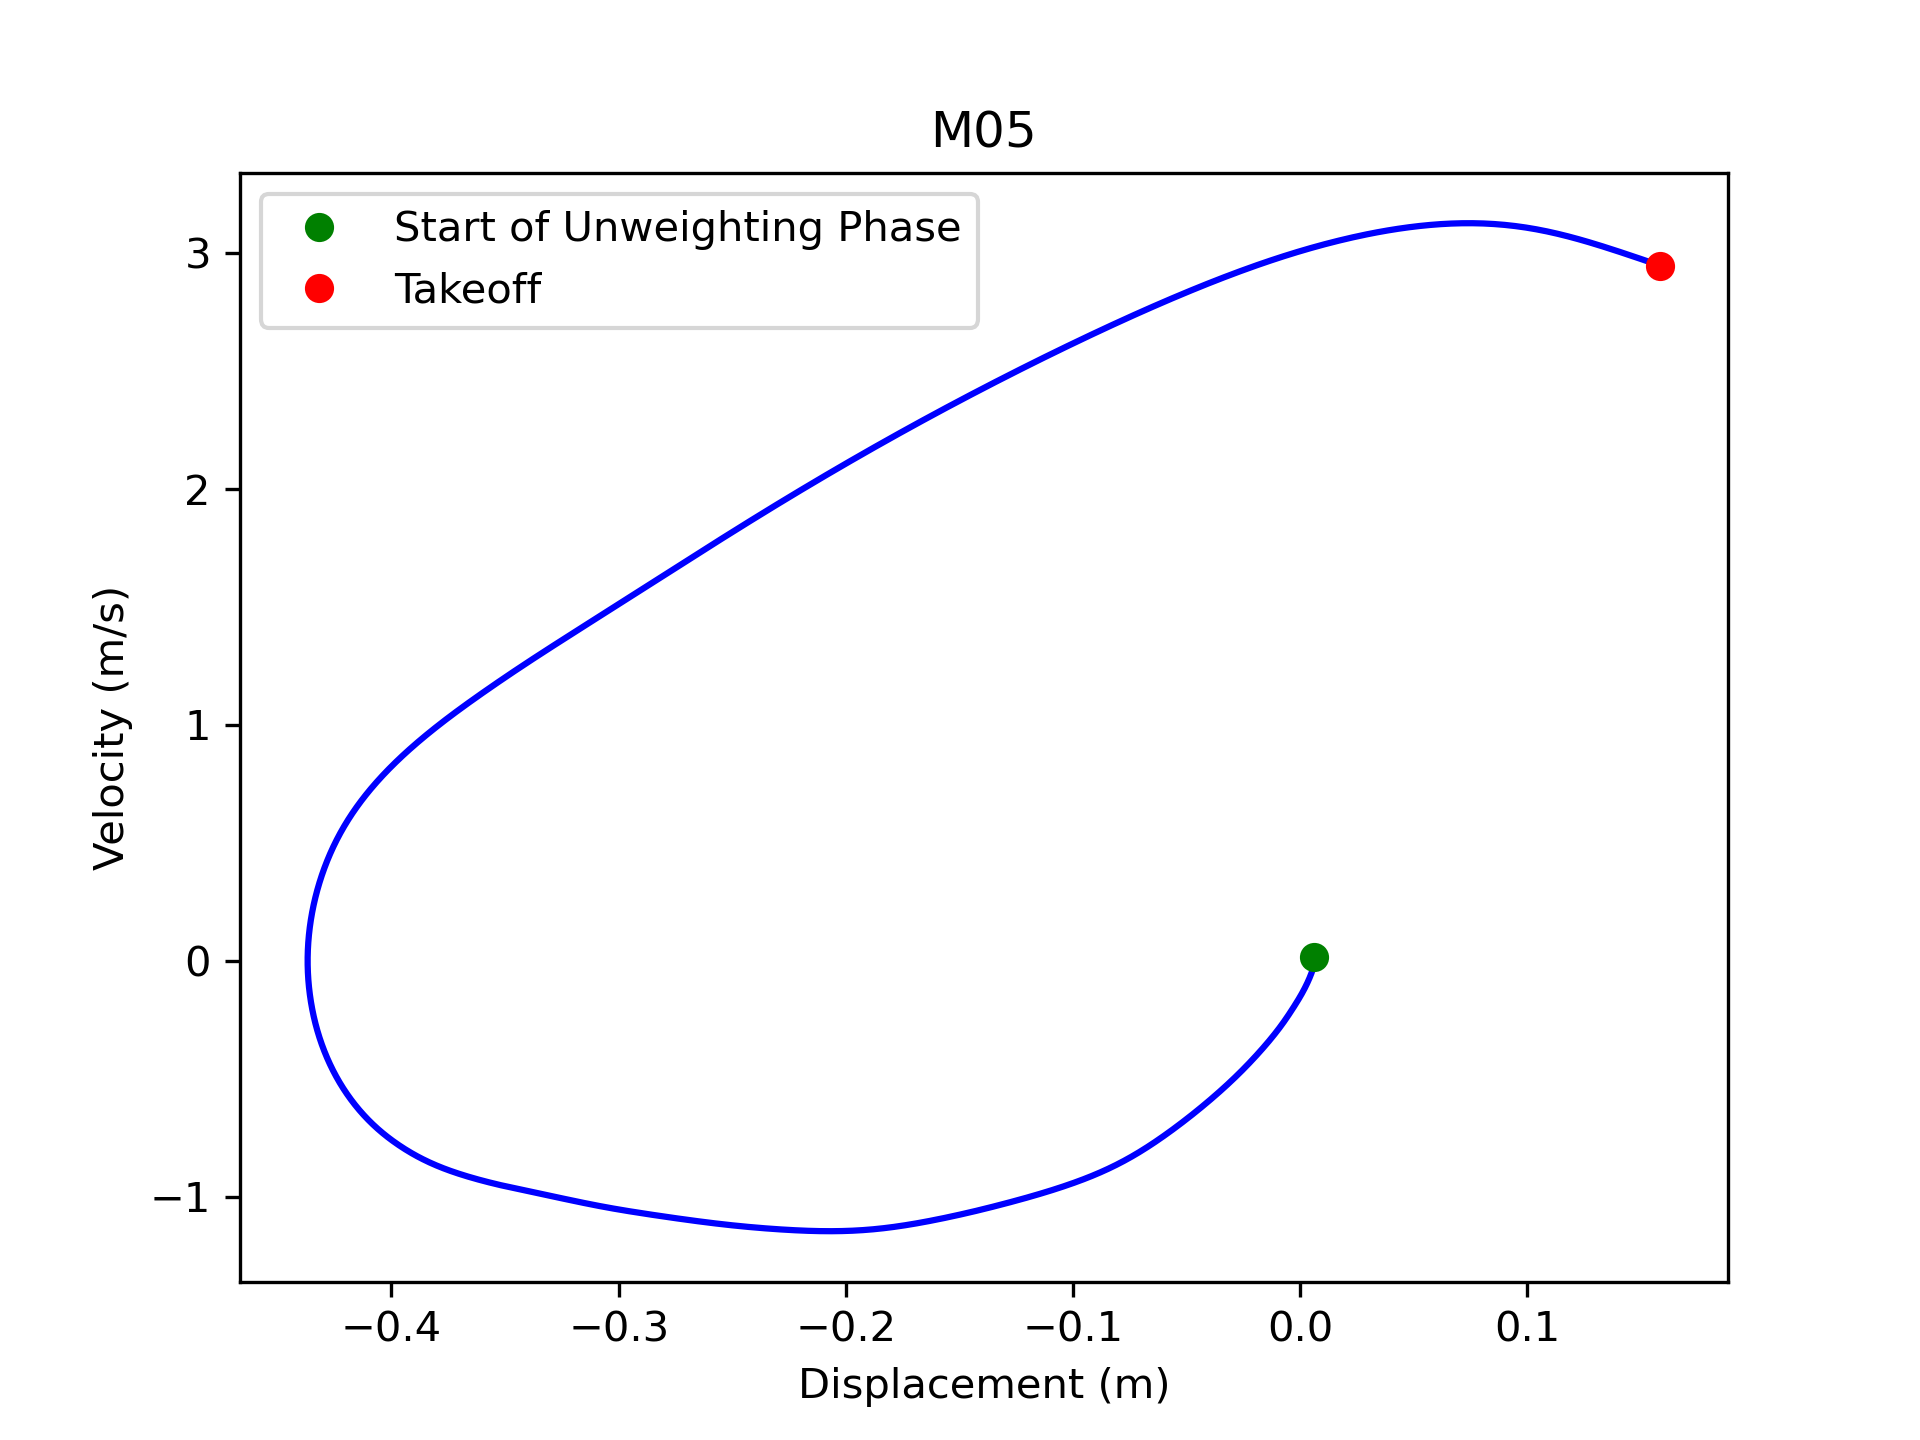 M05
Start of Unweighting Phase
Takeoff
Velocity (m/s)
3
2
1
0
−1
−0.4 −0.3 −0.2 −0.1 0.0 0.1
Displacement (m)